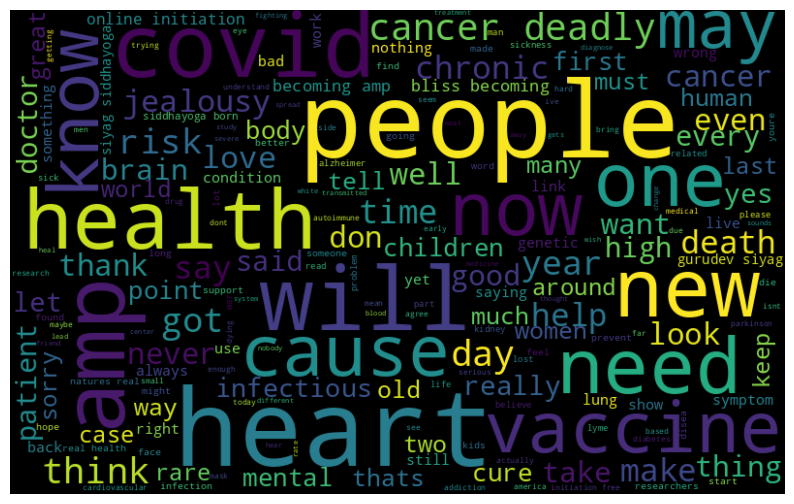 online initiation
fighting
treatment
man
cancer deadly
may
great
trying
eye
covid
work
sickness
made
diagnose
nothing
wrong
getting
bad
find
chronic
first
becoming amp
bliss becoming
must
cancer
know
something
siyag siddhayoga
jealousy
understand
seem
hard
live
human
doctor
siddhayoga born
people
men
spread
body
even
youre
risk
love
study
severe
better
side
going
gets
bring
every
related
brain
condition
alzheimer
word
many
last
sick
tell
well
one
yes
health
world
drug
lot
link
white
transmitted
time
now
want
change
medical
please
dont
autoimmune
early
live
due
sounds
heal
don
children
genetic
wish
high
death
thank
long
someone
read
say
said
year
gurudev siyag
research
support
good
around
die
let
point
system
yet
saying
isnt
found
problem
will
new
amp
got
mean
part
much
women
help
look
maybe
blood
agree
kidney
prevent
far
parkinson
lead
center
never
use
nobody
cause
day
lost
keep
patient
sorry
always
feel
need
friend
enough
life
serious
natures real
small
might
infectious
old
really
lung
show
symptom
way
today
different
believe
disea
hope
back
real health
face
case
right
two
see
kids
heart
vaccine
lyme
based
diabetes
hear
actually
think
rare
mask
rate
still
cure
take
make
thing
researchers
cardiovascular
infection
mental
thats
addiction
america
initiation free
start